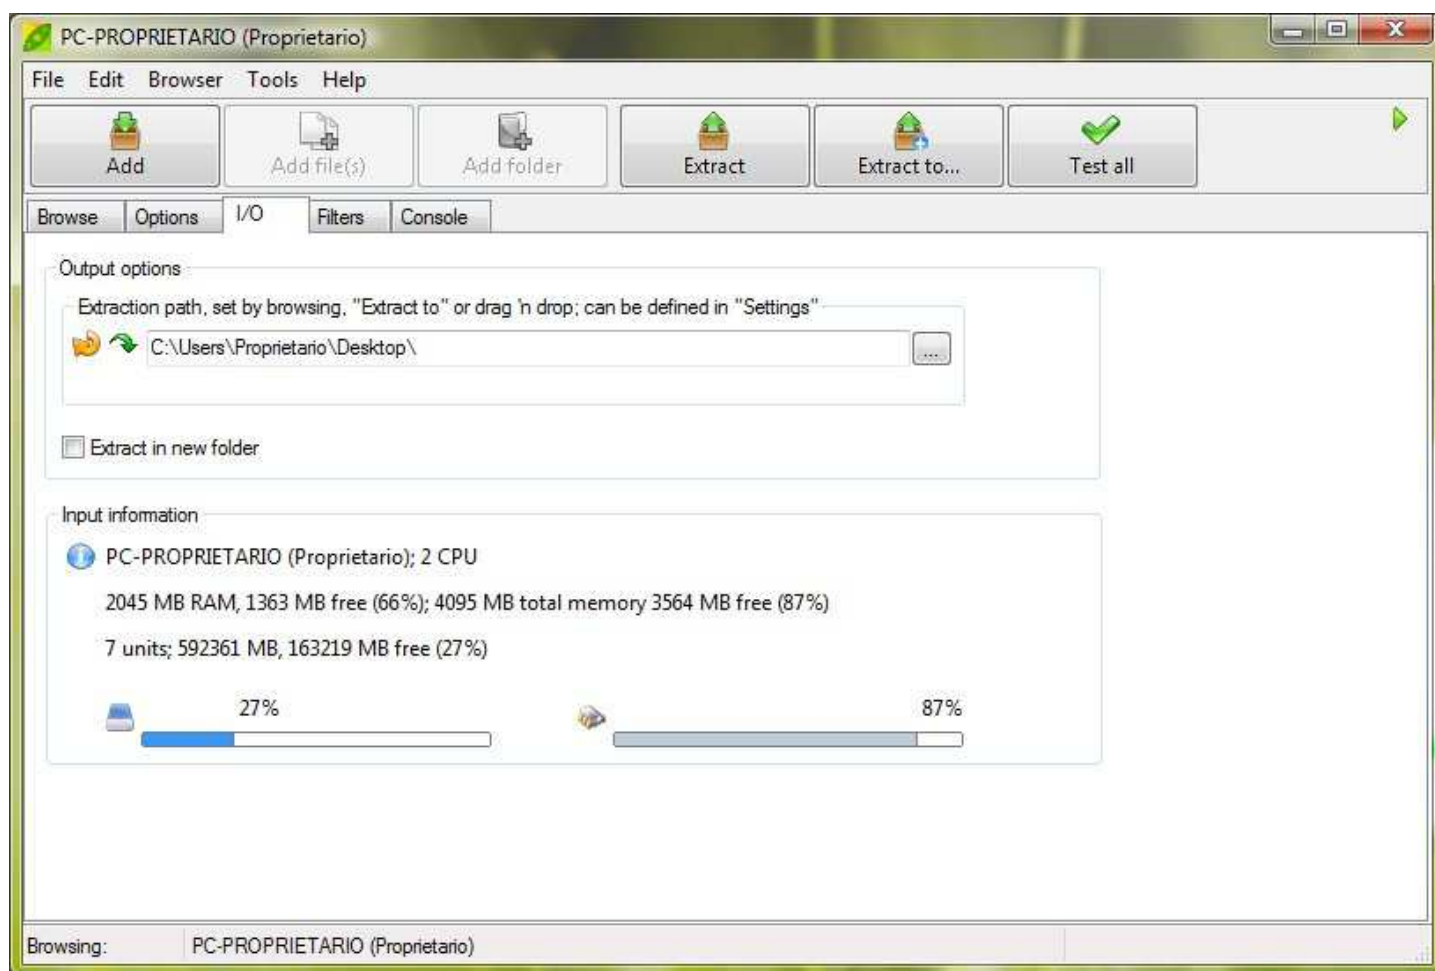 PC-PROPRIETARIO (Proprietario)
File Edit Browser Tools Help
Add Add file(s) Add folder Extract Extract to... Test all
Browse Options I/O Filters Console
Output options
Extraction path, set by browsing, "Extract to" or drag 'n drop; can be defined in "Settings"
C:\Users\Proprietario\Desktop\ ...
Extract in new folder
Input information
PC-PROPRIETARIO (Proprietario); 2 CPU
2045 MB RAM, 1363 MB free (66%); 4095 MB total memory 3564 MB free (87%)
7 units; 592361 MB, 163219 MB free (27%)
27% 87%
Browsing: PC-PROPRIETARIO (Proprietario)